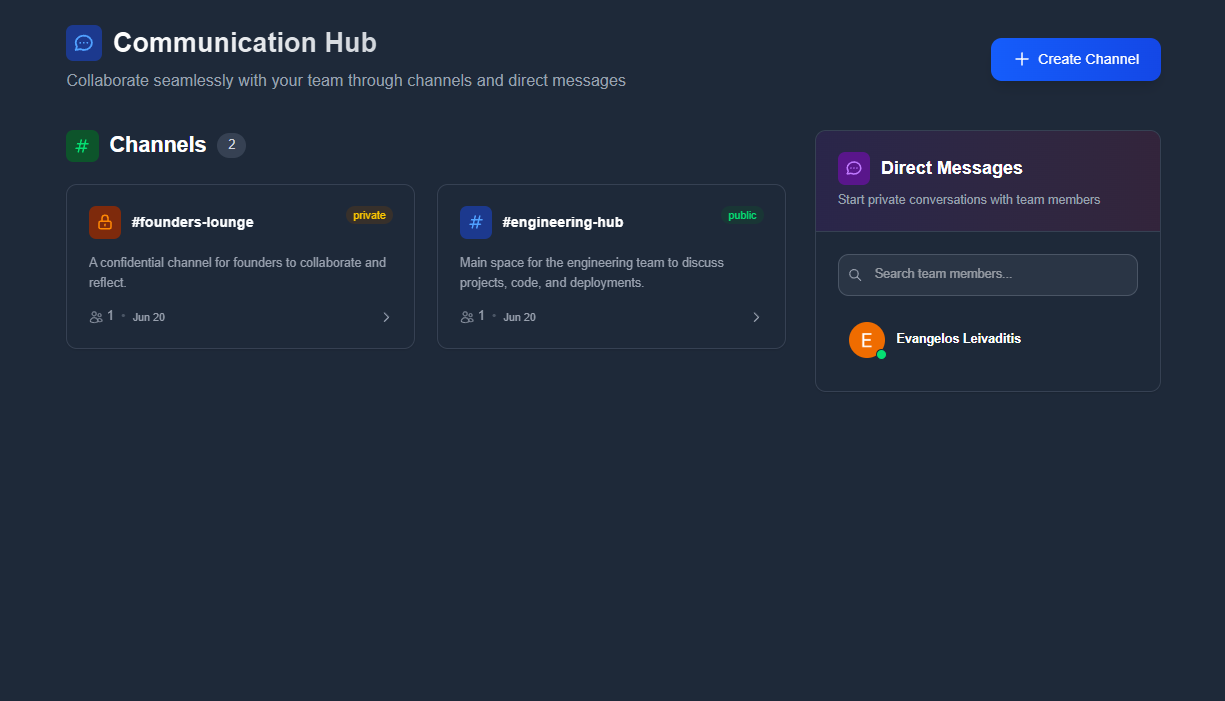 Communication Hub
Collaborate seamlessly with your team through channels and direct messages
+ Create Channel
# Channels 2
#founders-lounge private
A confidential channel for founders to collaborate and
reflect.
1 • Jun 20
# #engineering-hub public
Main space for the engineering team to discuss
projects, code, and deployments.
1 • Jun 20
Direct Messages
Start private conversations with team members
Search team members...
E Evangelos Leivaditis